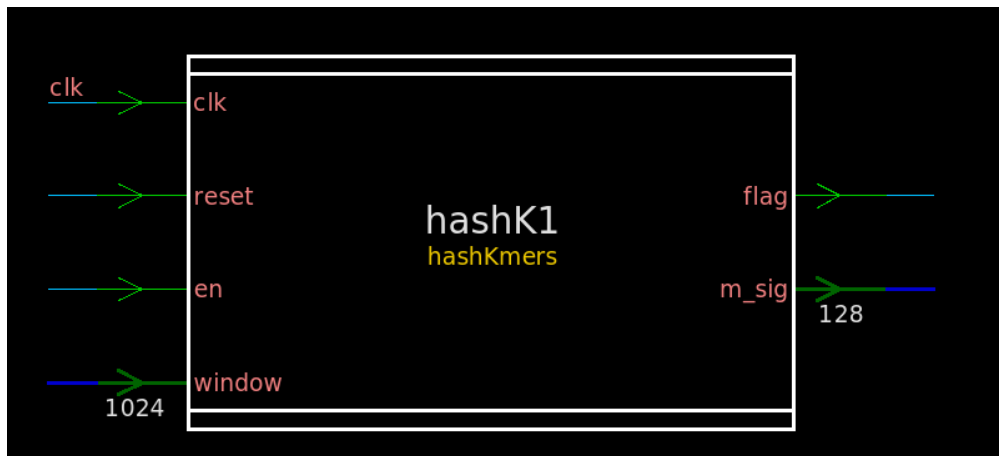 clk
clk
reset
flag
hashK1
hashKmers
en
m_sig
128
window
1024